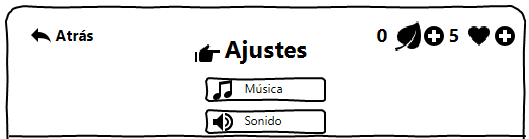 Atrás
0 5
Ajustes
Música
Sonido